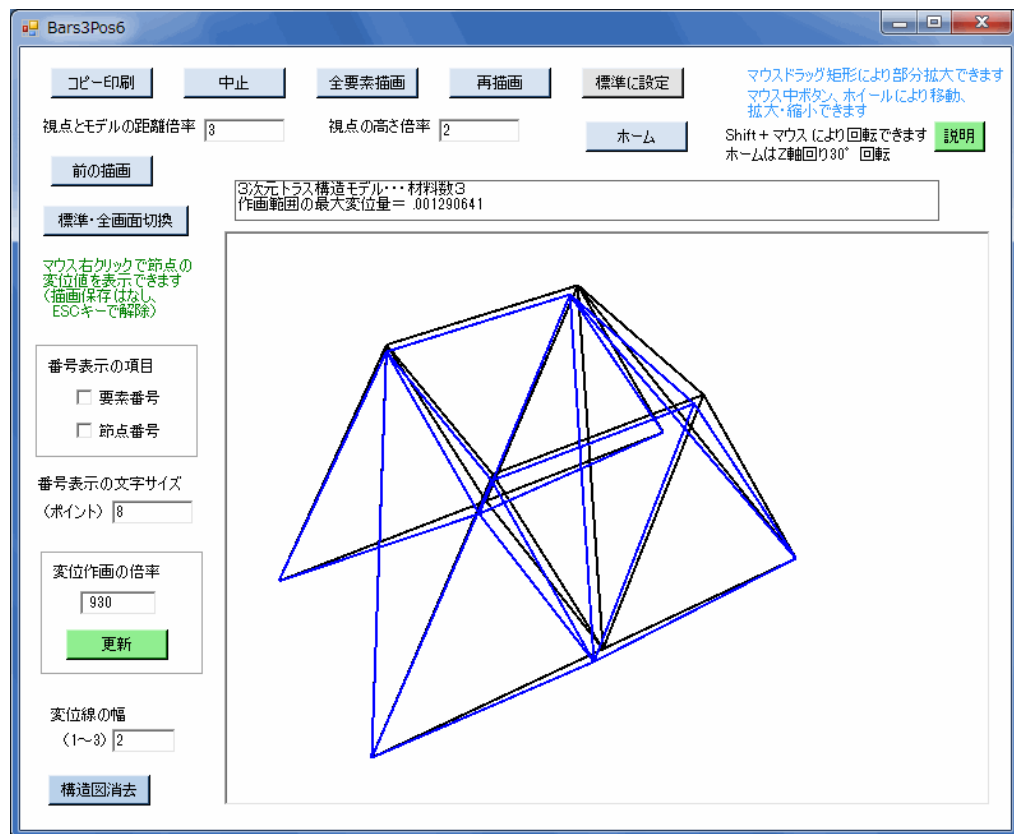 Bars3Pos6
コピー印刷
中止
全要素描画
再描画
標準に設定
マウスドラッグ矩形により部分拡大できます
マウス中ボタン、ホイールにより移動、
拡大・縮小できます
視点とモデルの距離倍率 3
視点の高さ倍率 2
ホーム
Shift+マウスにより回転できます
ホームはZ軸回り30°回転
説明
前の描画
3次元トラス構造モデル・・・材料数3
作画範囲の最大変位量= .001290641
標準・全画面切換
マウス右クリックで節点の
変位値を表示できます
(描画保存はなし、
ESCキーで解除)
番号表示の項目
要素番号
節点番号
番号表示の文字サイズ
(ポイント) 8
変位作画の倍率
930
更新
変位線の幅
(1~3) 2
構造図消去